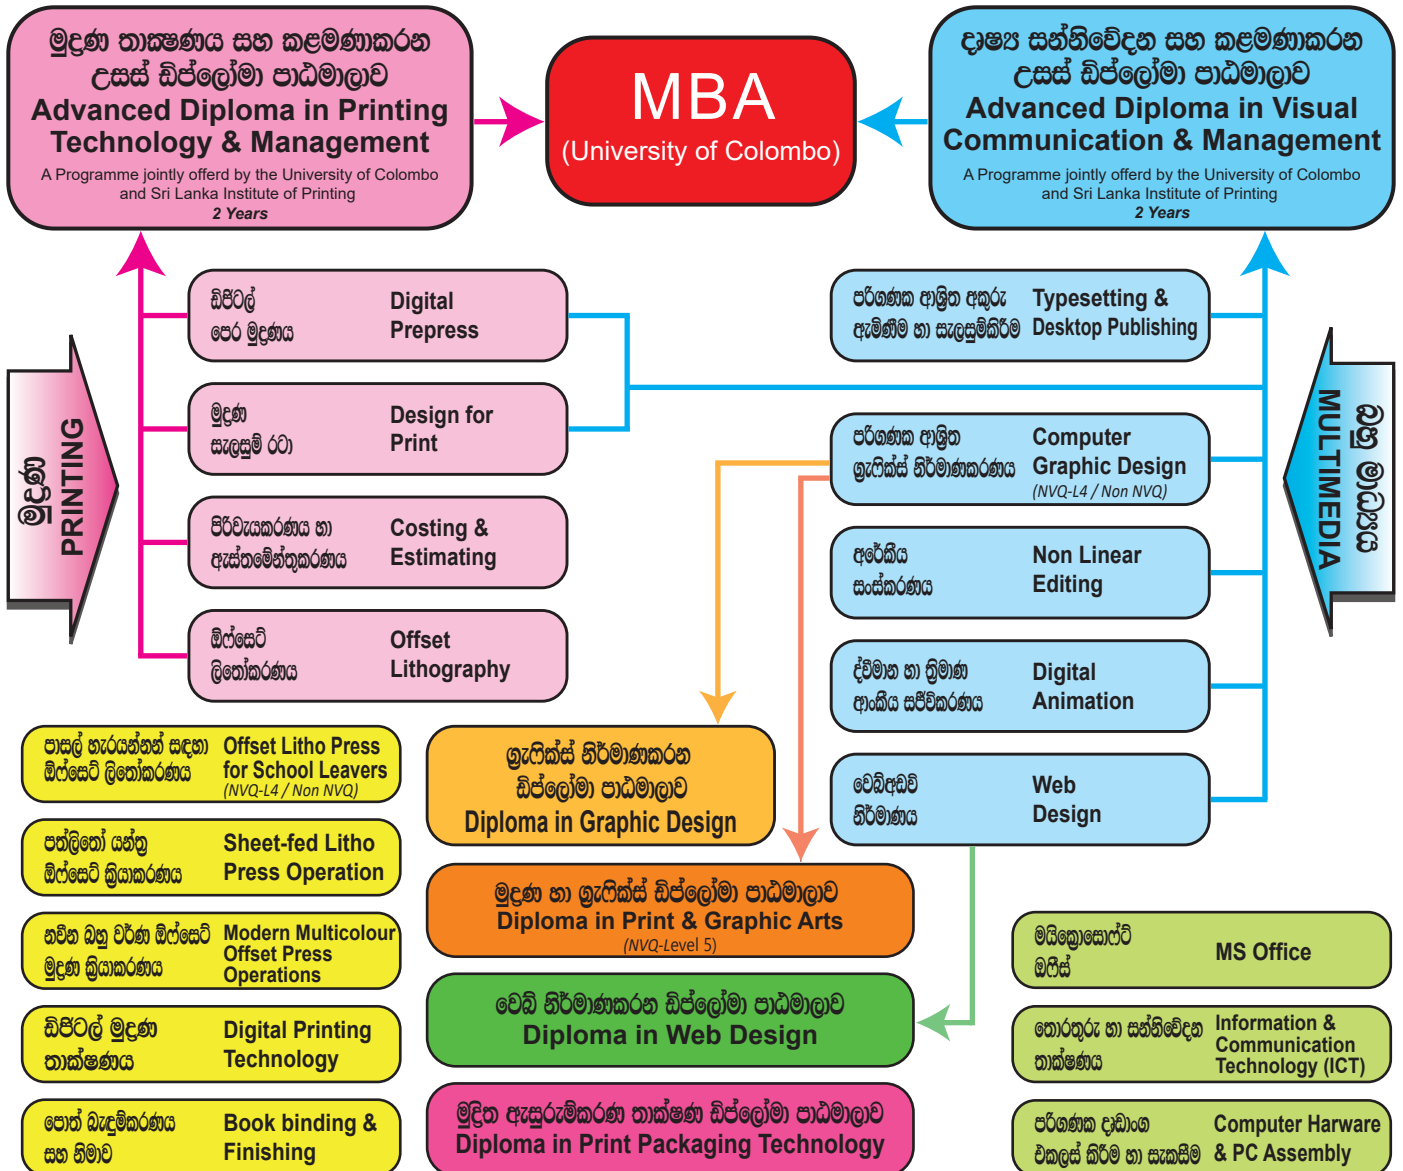 මුද්‍රණ තාක්ෂණය සහ කළමණාකරන
උසස් ඩිප්ලෝමා පාඨමාලාව
Advanced Diploma in Printing
Technology & Management
A Programme jointly offerd by the University of Colombo
and Sri Lanka Institute of Printing
2 Years
MBA
(University of Colombo)
දෘෂ්‍ය සන්නිවේදන සහ කළමණාකරන
උසස් ඩිප්ලෝමා පාඨමාලාව
Advanced Diploma in Visual
Communication & Management
A Programme jointly offerd by the University of Colombo
and Sri Lanka Institute of Printing
2 Years
මුද්‍රණ
PRINTING
ඩිජිටල්
පෙර මුද්‍රණය
Digital
Prepress
මුද්‍රණ
සැලසුම් රටා
Design for
Print
පිරිවැයකරණය හා
ඇස්තමේන්තුකරණය
Costing &
Estimating
ඕෆ්සෙට්
ලිතෝකරණය
Offset
Lithography
පරිගණක ආශ්‍රිත අකුරු
ඇමිණීම හා සැලසුම්කිරීම
Typesetting &
Desktop Publishing
පරිගණක ආශ්‍රිත
ග්‍රැෆික්ස් නිර්මාණකරණය
Computer
Graphic Design
(NVQ-L4 / Non NVQ)
අරේකීය
සංස්කරණය
Non Linear
Editing
ද්වීමාන හා ත්‍රිමාණ
ආංකීය සජීවිකරණය
Digital
Animation
වෙබ්අඩවි
නිර්මාණය
Web
Design
බහු මාධ්‍යය
MULTIMEDIA
පාසල් හැරයන්නන් සඳහා
ඕෆ්සෙට් ලිතෝකරණය
Offset Litho Press
for School Leavers
(NVQ-L4 / Non NVQ)
පත්ලිතෝ යන්ත්‍ර
ඕෆ්සෙට් ක්‍රියාකරණය
Sheet-fed Litho
Press Operation
නවීන බහු වර්ණ ඕෆ්සෙට්
මුද්‍රණ ක්‍රියාකරණය
Modern Multicolour
Offset Press
Operations
ඩිජිටල් මුද්‍රණ
තාක්ෂණය
Digital Printing
Technology
පොත් බැඳුම්කරණය
සහ නිමාව
Book binding &
Finishing
ග්‍රැෆික්ස් නිර්මාණකරන
ඩිප්ලෝමා පාඨමාලාව
Diploma in Graphic Design
මුද්‍රණ හා ග්‍රැෆික්ස් ඩිප්ලෝමා පාඨමාලාව
Diploma in Print & Graphic Arts
(NVQ-Level 5)
වෙබ් නිර්මාණකරන ඩිප්ලෝමා පාඨමාලාව
Diploma in Web Design
මුද්‍රිත ඇසුරුම්කරණ තාක්ෂණ ඩිප්ලෝමා පාඨමාලාව
Diploma in Print Packaging Technology
මයික්‍රොසොෆ්ට්
ඔෆීස්
MS Office
තොරතුරු හා සන්නිවේදන
තාක්ෂණය
Information &
Communication
Technology (ICT)
පරිගණක දෘඩාංග
එකලස් කිරීම හා සැකසීම
Computer Harware
& PC Assembly